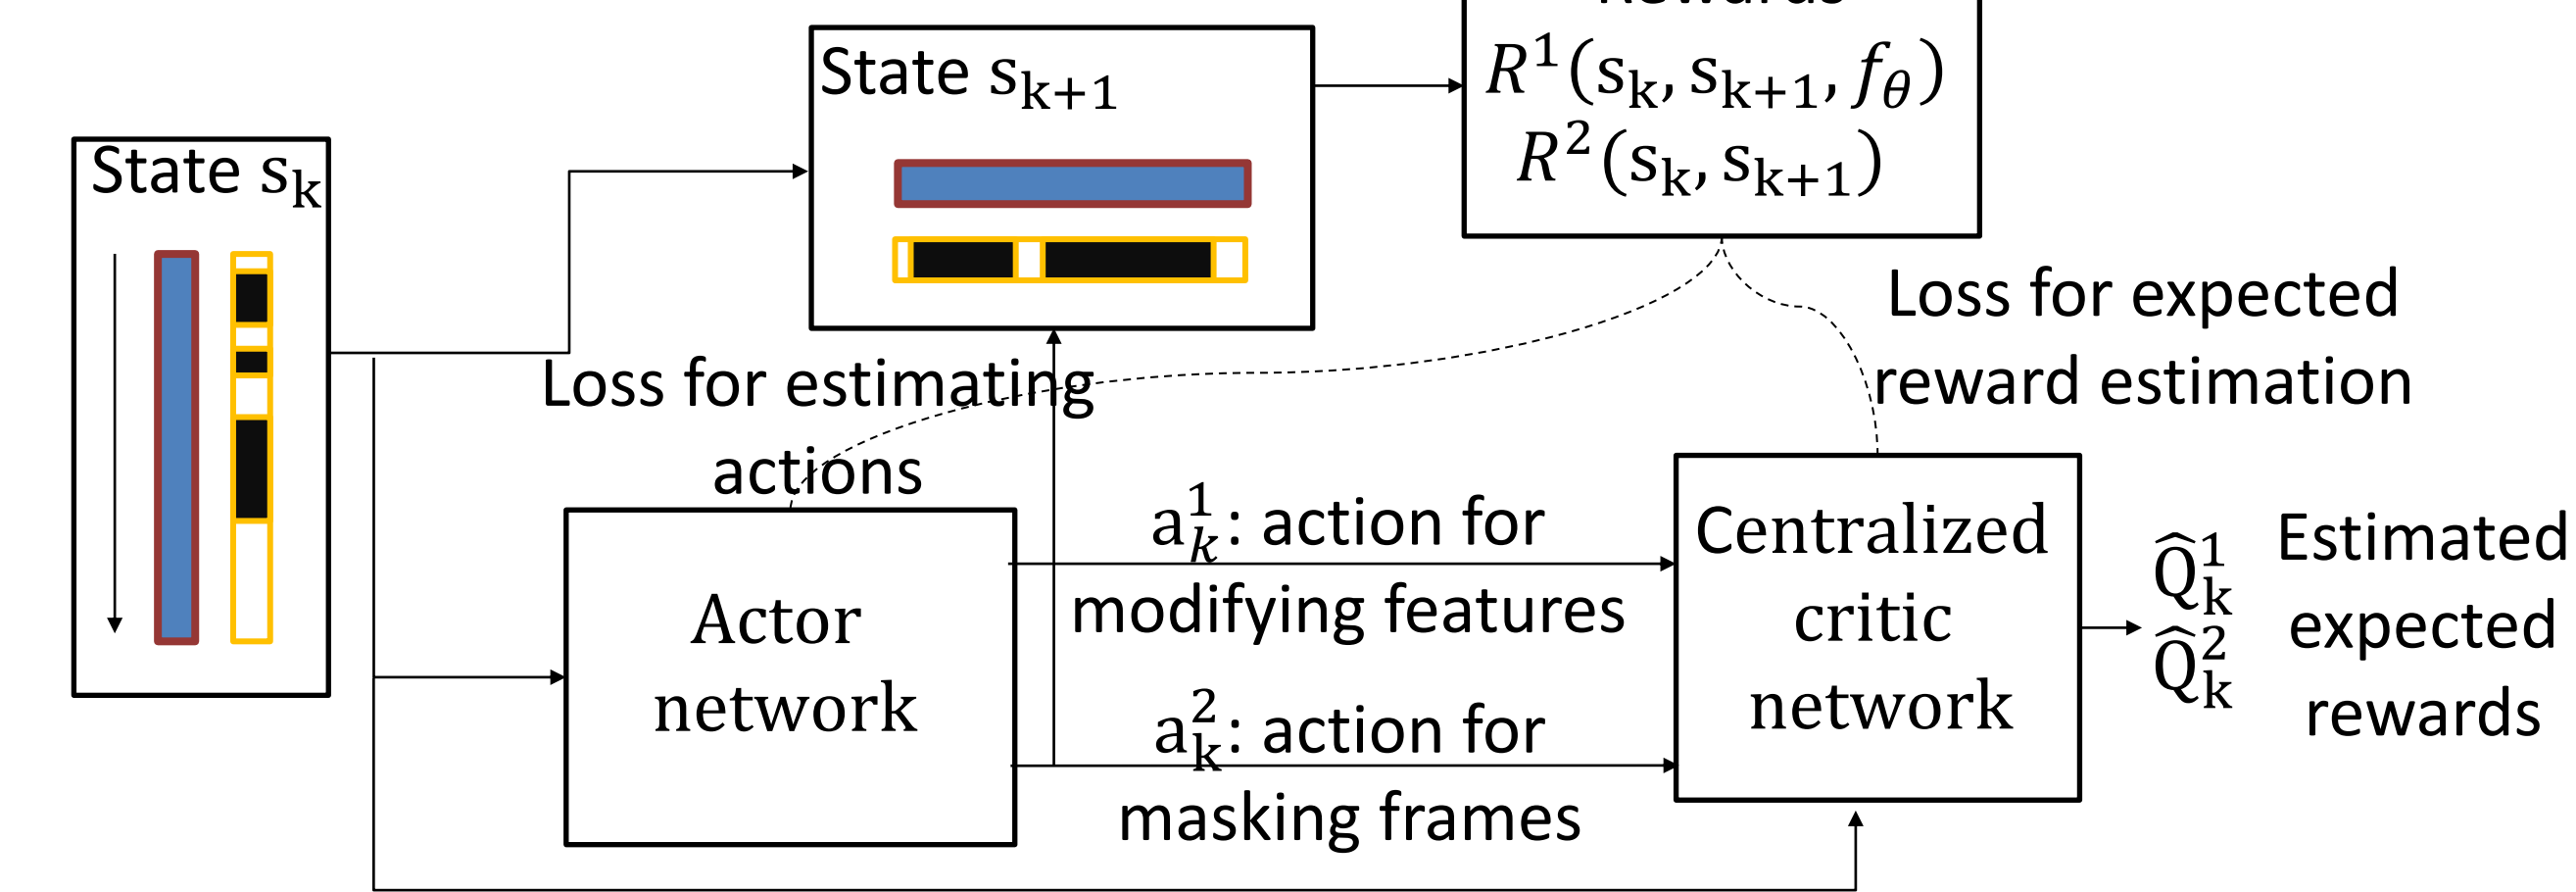 Rewards
R^1(s_k, s_{k+1}, f_θ)
R^2(s_k, s_{k+1})
State s_{k+1}
State s_k
Loss for expected
reward estimation
Loss for estimating
actions
a_k^1: action for
modifying features
a_k^2: action for
masking frames
Actor
network
Centralized
critic
network
Q̂_k^1
Q̂_k^2
Estimated
expected
rewards